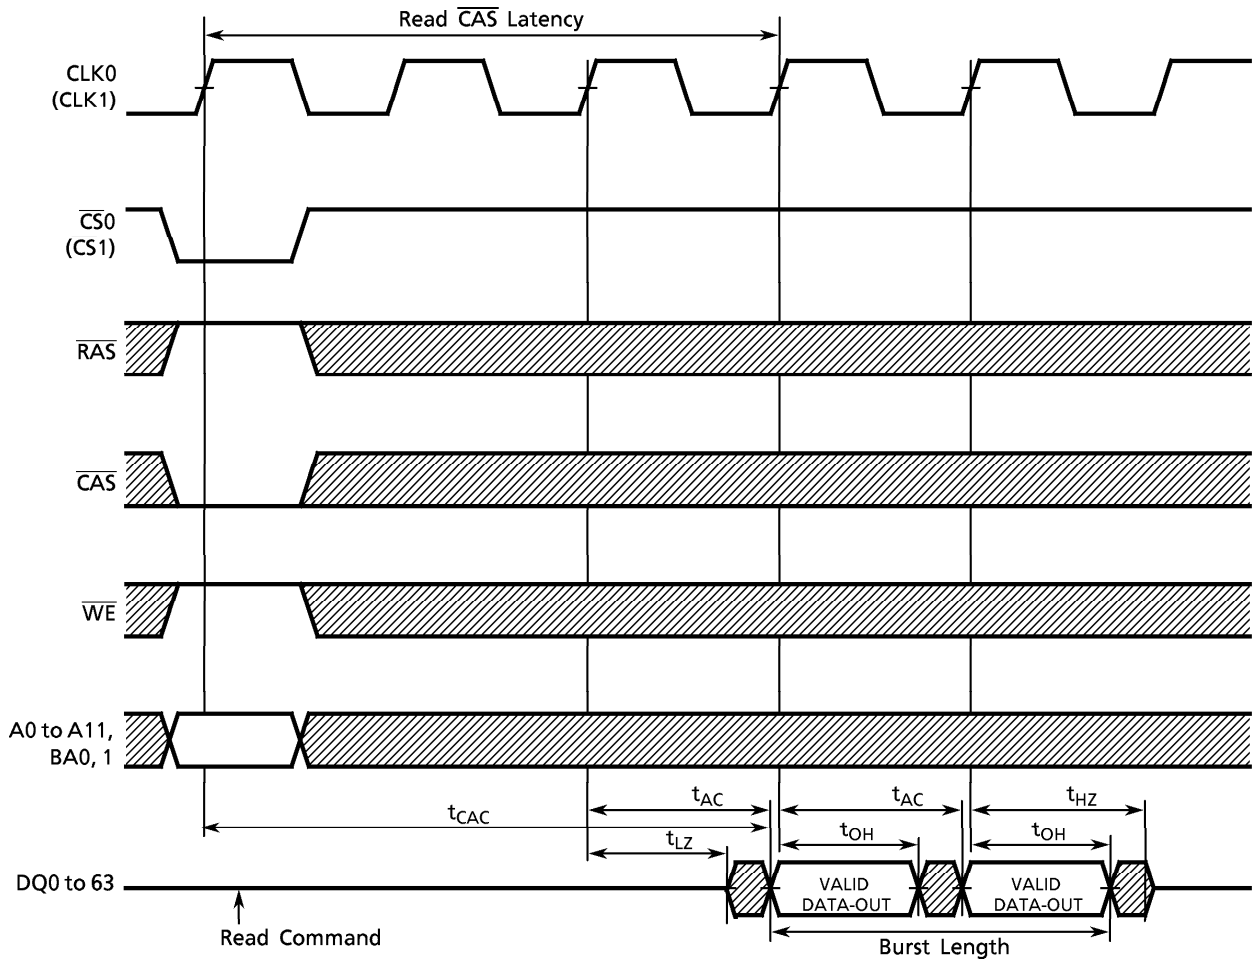 Read CAS Latency
CLK0
(CLK1)
CS0
(CS1)
RAS
CAS
WE
A0 to A11,
BA0, 1
tAC
tAC
tHZ
tCAC
tLZ
tOH
tOH
DQ0 to 63
VALID
DATA-OUT
VALID
DATA-OUT
Read Command
Burst Length